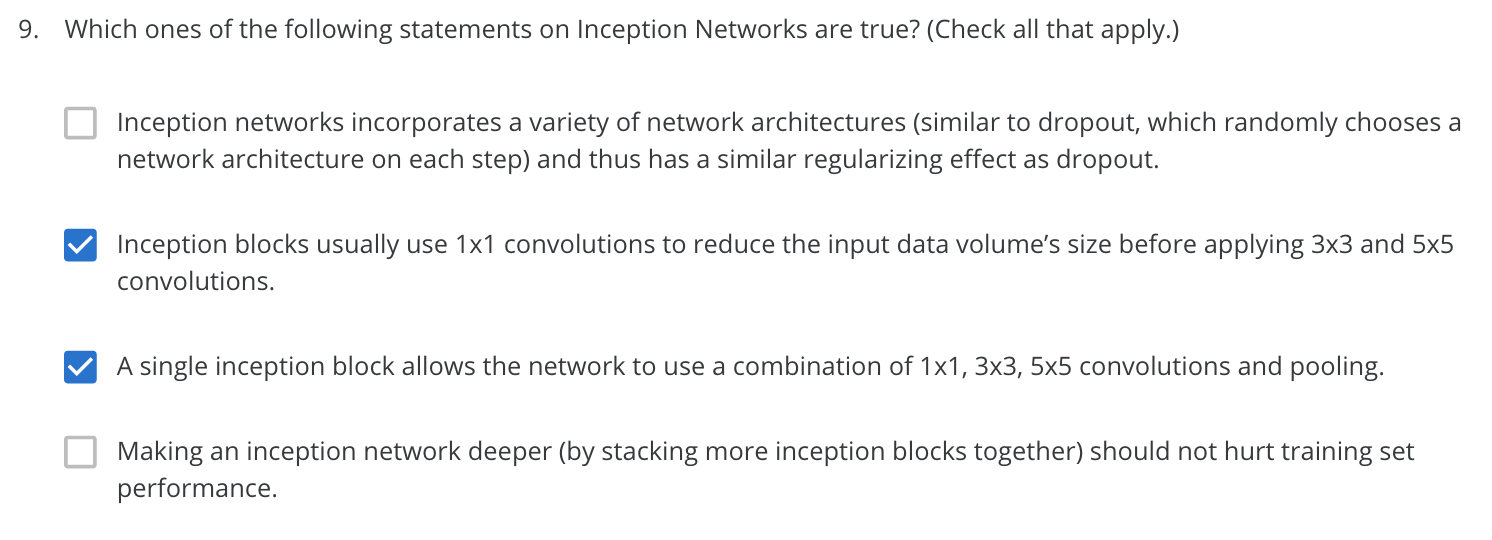 9. Which ones of the following statements on Inception Networks are true? (Check all that apply.)
Inception networks incorporates a variety of network architectures (similar to dropout, which randomly chooses a
network architecture on each step) and thus has a similar regularizing effect as dropout.
Inception blocks usually use 1x1 convolutions to reduce the input data volume’s size before applying 3x3 and 5x5
convolutions.
A single inception block allows the network to use a combination of 1x1, 3x3, 5x5 convolutions and pooling.
Making an inception network deeper (by stacking more inception blocks together) should not hurt training set
performance.